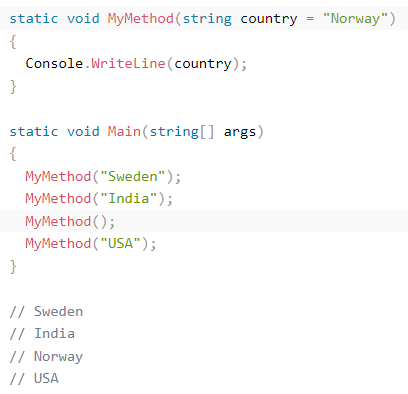 static void MyMethod(string country = "Norway")
{
  Console.WriteLine(country);
}

static void Main(string[] args)
{
  MyMethod("Sweden");
  MyMethod("India");
  MyMethod();
  MyMethod("USA");
}

// Sweden
// India
// Norway
// USA